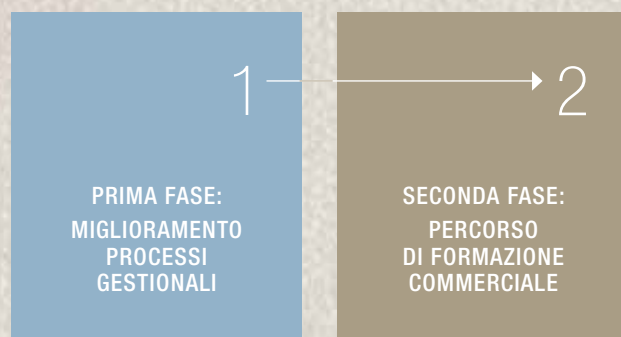 1
PRIMA FASE:
MIGLIORAMENTO
PROCESSI
GESTIONALI
2
SECONDA FASE:
PERCORSO
DI FORMAZIONE
COMMERCIALE